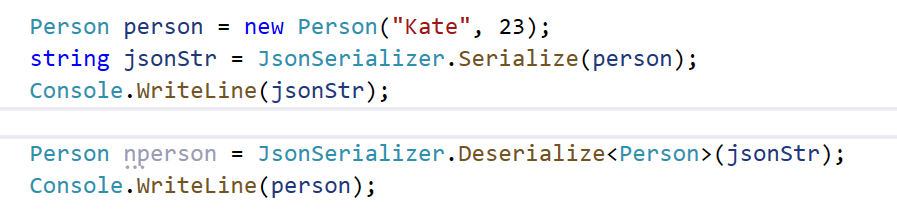 Person person = new Person("Kate", 23);
string jsonStr = JsonSerializer.Serialize(person);
Console.WriteLine(jsonStr);
Person nperson = JsonSerializer.Deserialize<Person>(jsonStr);
Console.WriteLine(person);